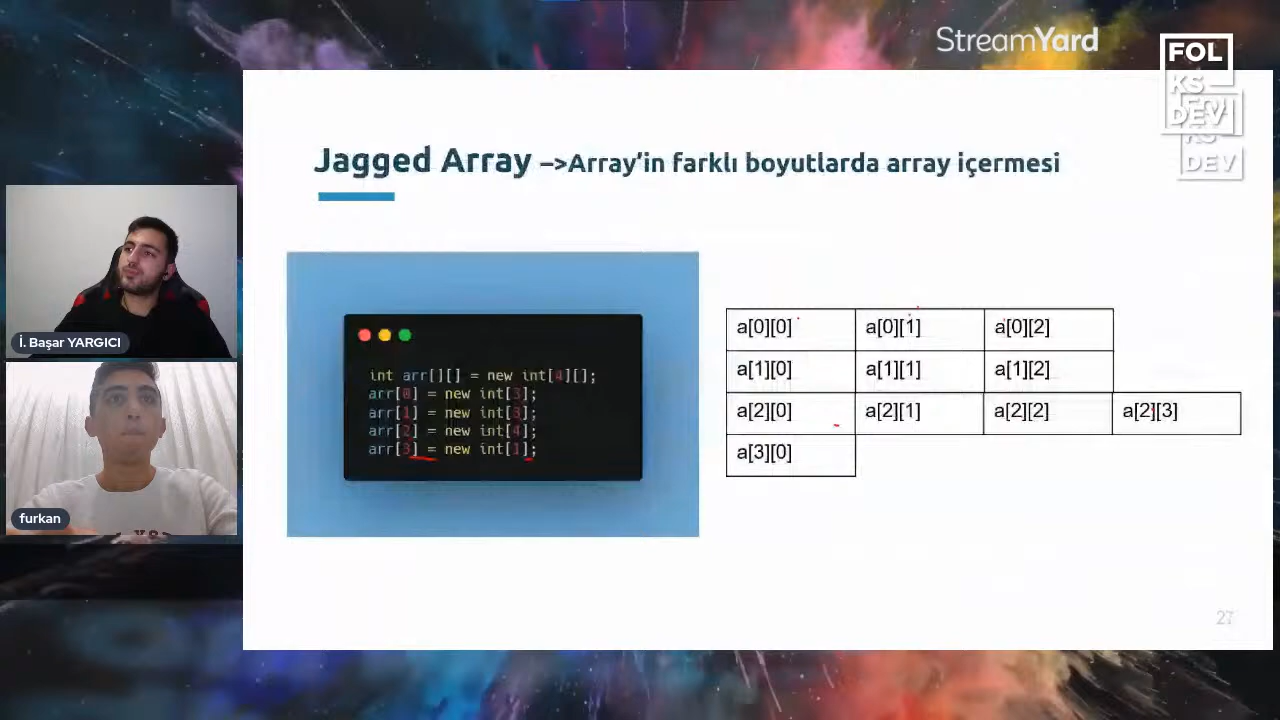 StreamYard
FOL
KS
DEV
KS
DEV
Jagged Array –>Array'in farklı boyutlarda array içermesi
int arr[][] = new int[4][];
arr[0] = new int[3];
arr[1] = new int[3];
arr[2] = new int[4];
arr[3] = new int[1];
a[0][0] a[0][1] a[0][2]
a[1][0] a[1][1] a[1][2]
a[2][0] a[2][1] a[2][2] a[2][3]
a[3][0]
İ. Başar YARGICI
furkan
27